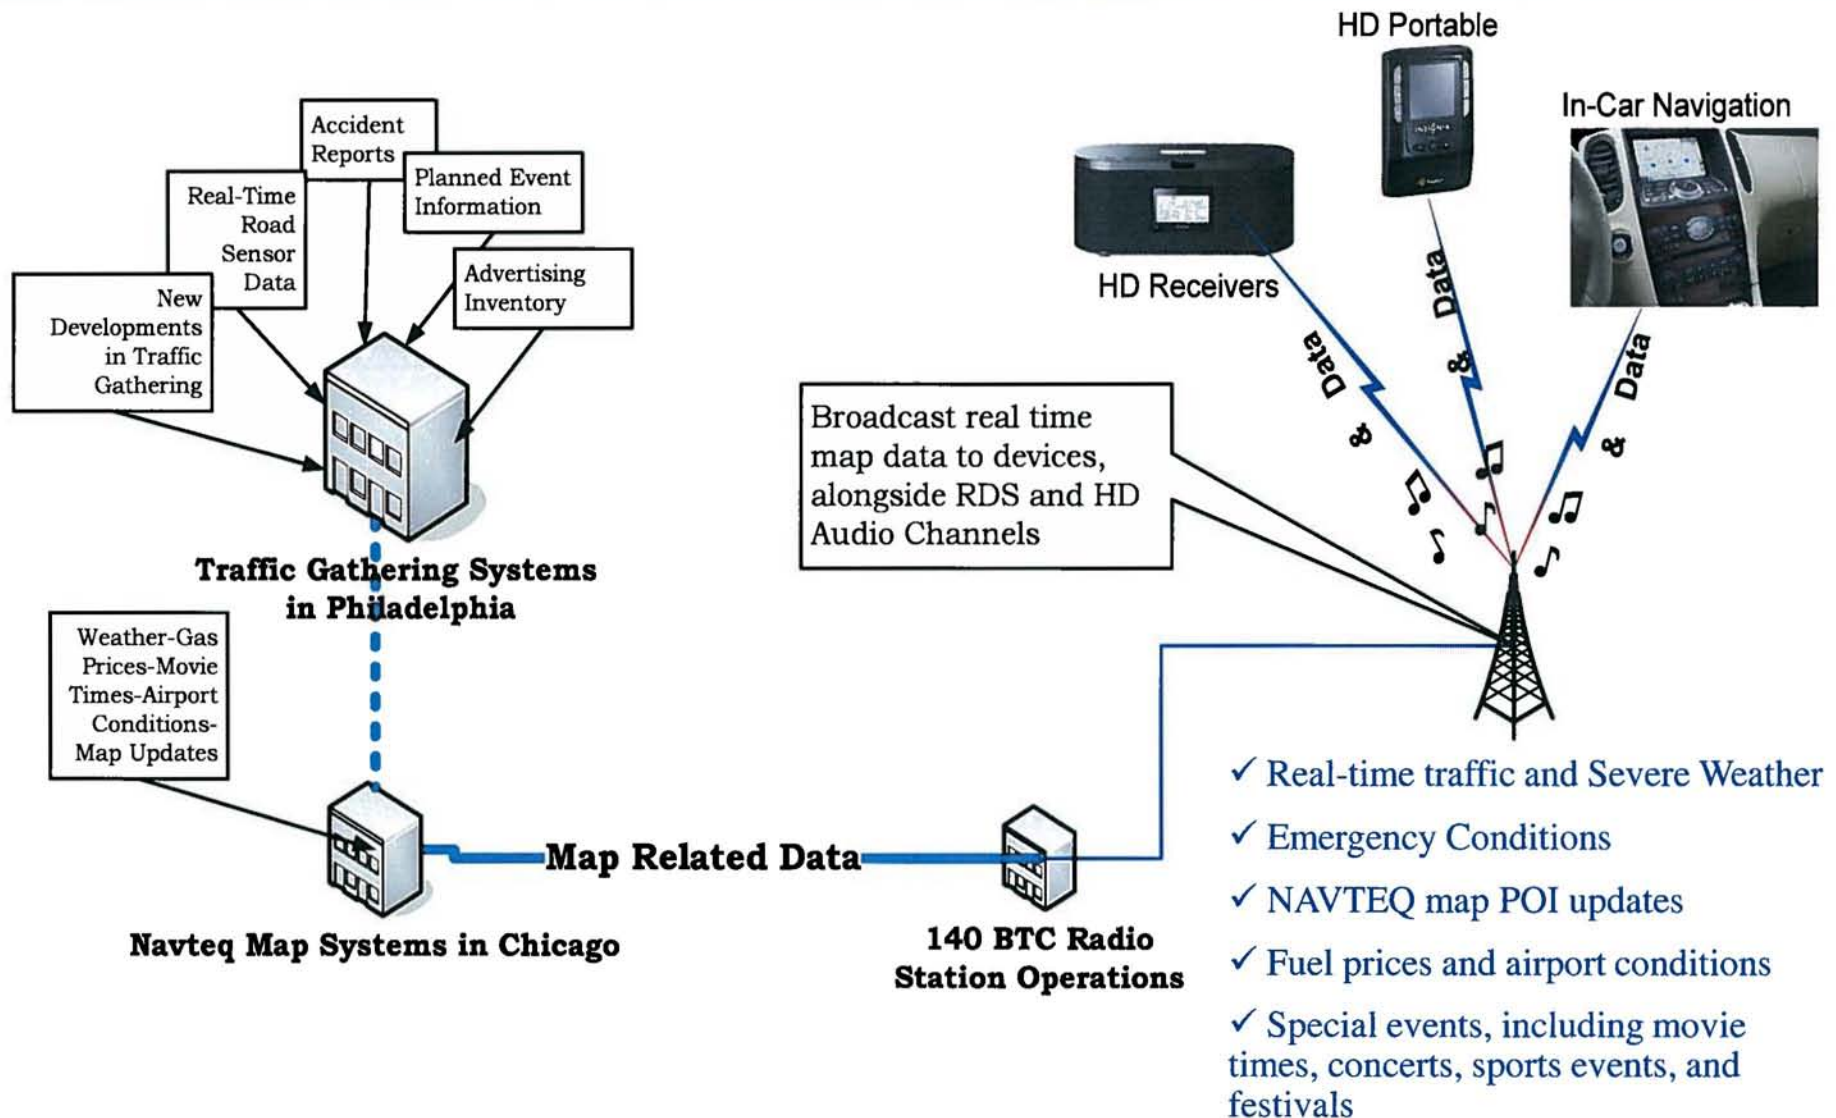 HD Portable
In-Car Navigation
HD Receivers
Accident
Reports
Planned Event
Information
Real-Time
Road
Sensor
Data
Advertising
Inventory
New
Developments
in Traffic
Gathering
Data
&
Data
&
Data
&
Broadcast real time
map data to devices,
alongside RDS and HD
Audio Channels
Traffic Gathering Systems
in Philadelphia
Weather-Gas
Prices-Movie
Times-Airport
Conditions-
Map Updates
Map Related Data
Navteq Map Systems in Chicago
140 BTC Radio
Station Operations
✓ Real-time traffic and Severe Weather
✓ Emergency Conditions
✓ NAVTEQ map POI updates
✓ Fuel prices and airport conditions
✓ Special events, including movie
times, concerts, sports events, and
festivals